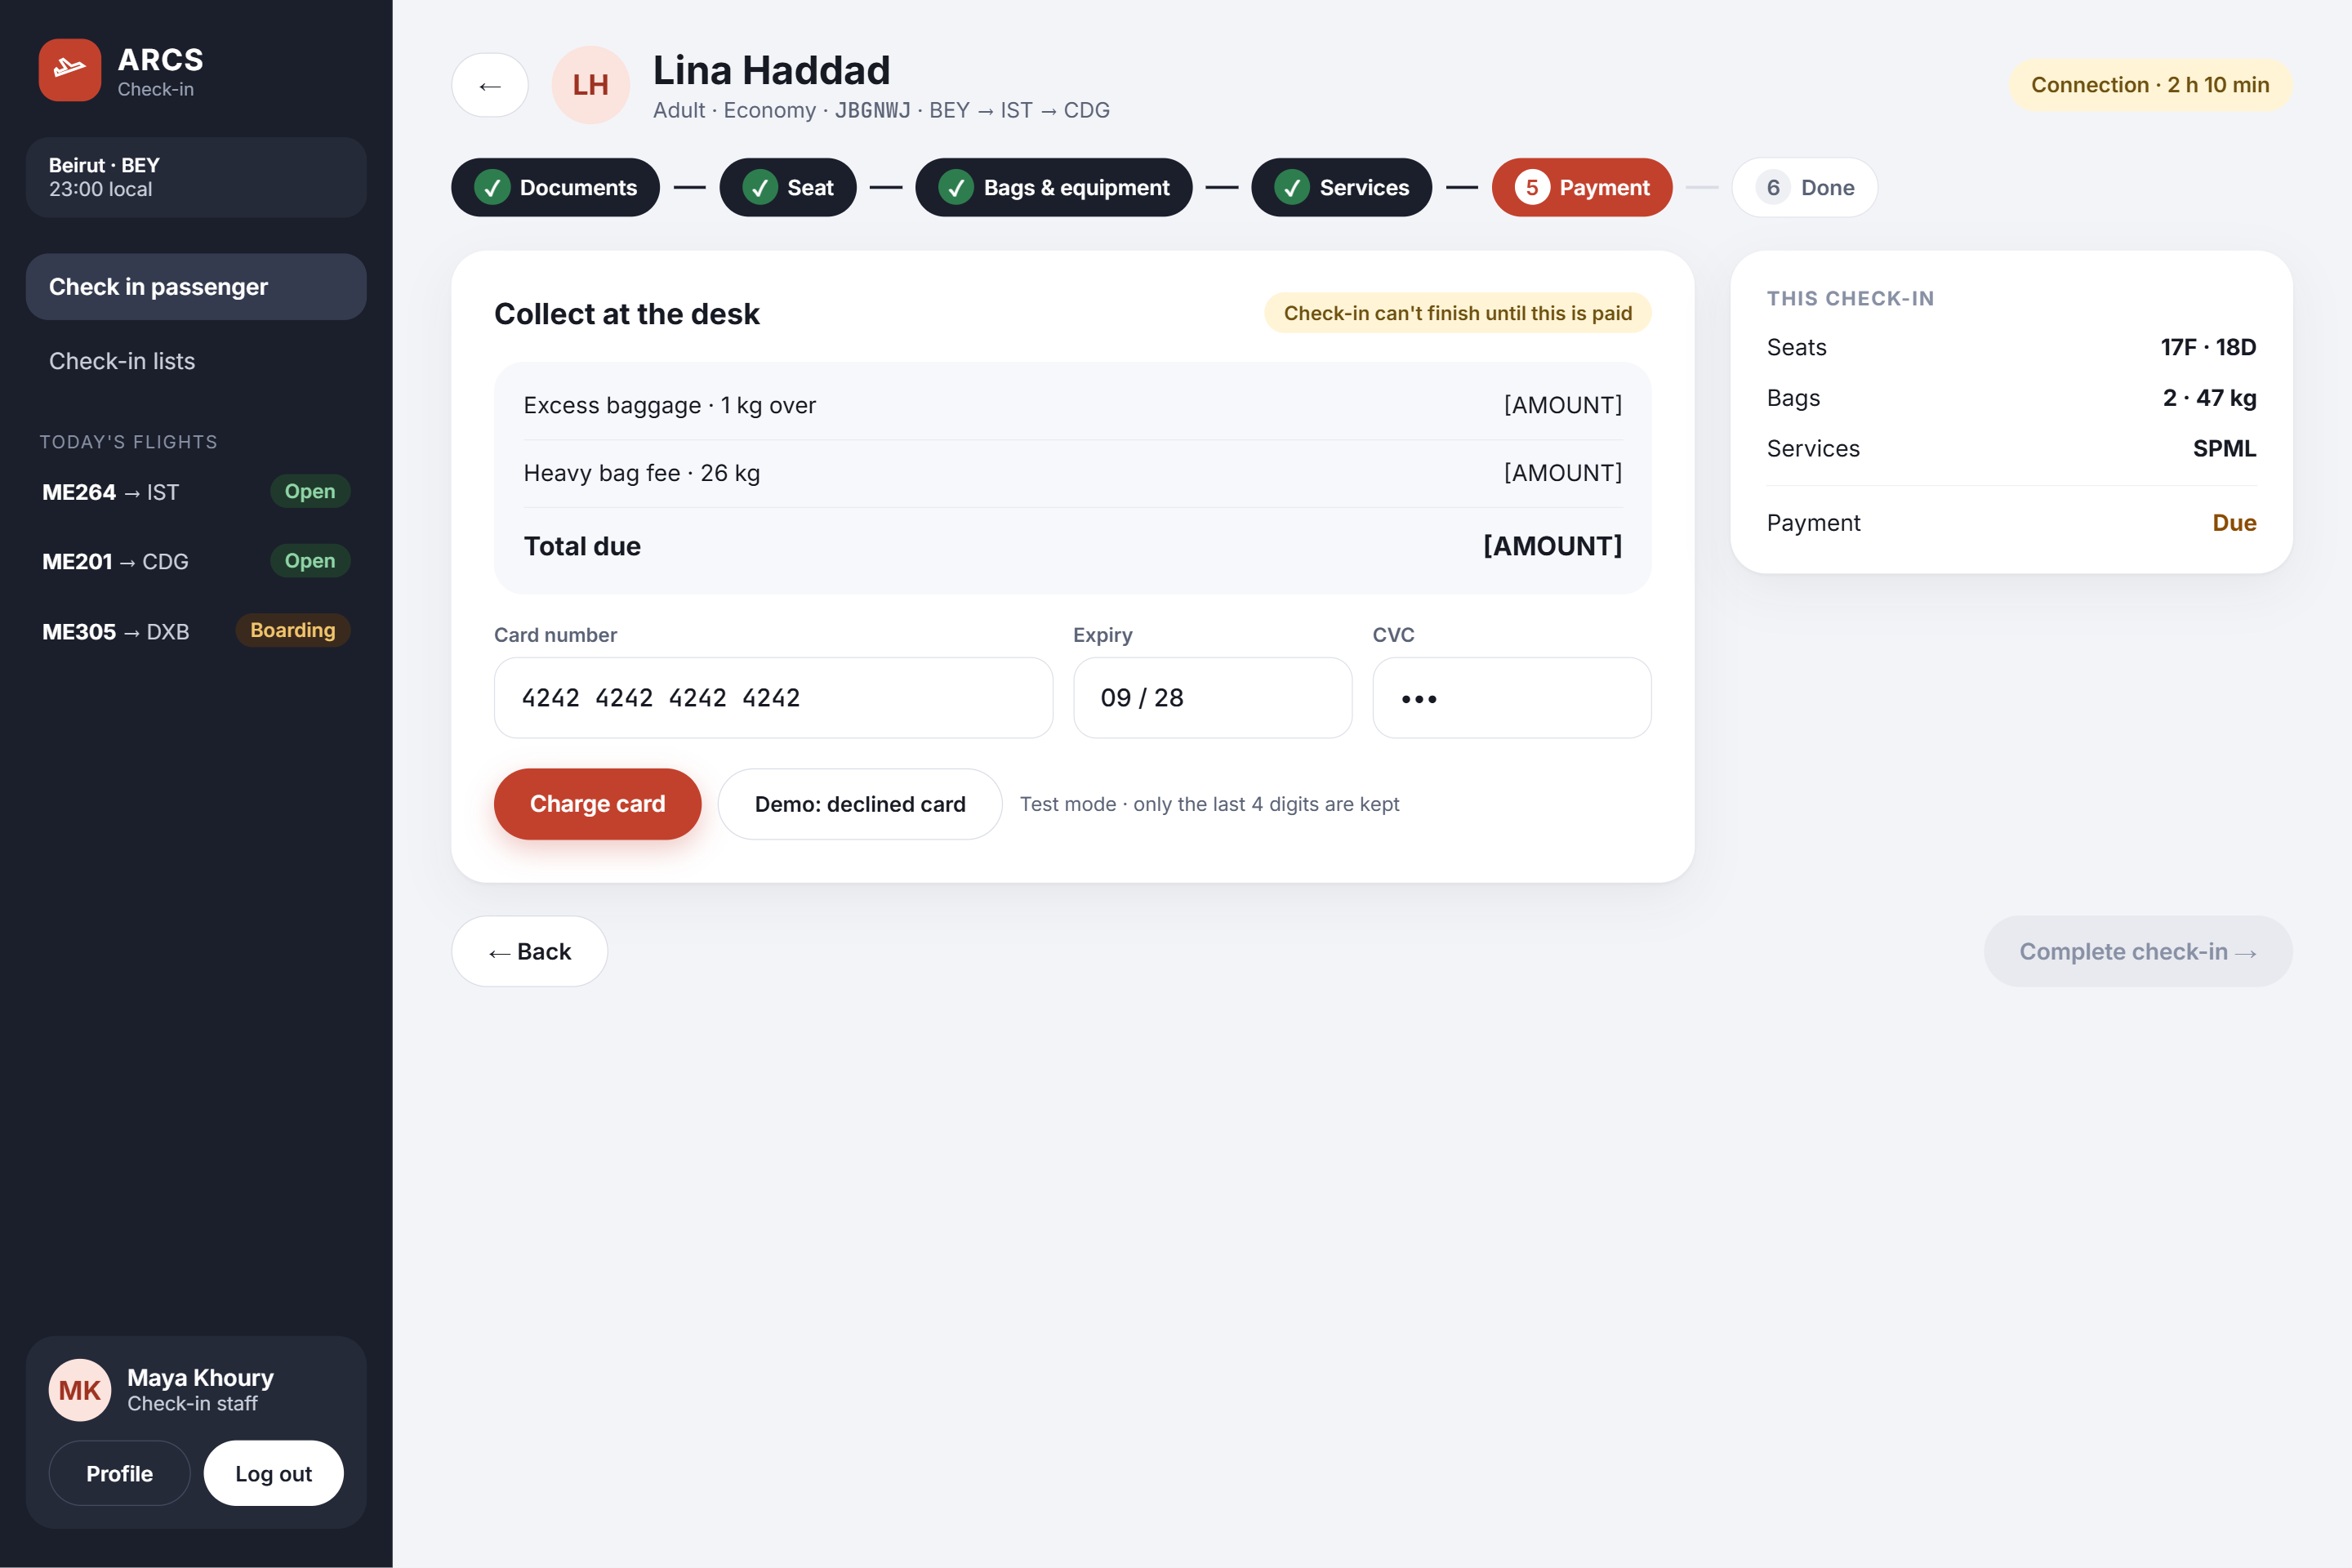 ARCS
Check-in
Beirut · BEY
23:00 local
Check in passenger
Check-in lists
TODAY'S FLIGHTS
ME264 → IST Open
ME201 → CDG Open
ME305 → DXB Boarding
MK
Maya Khoury
Check-in staff
Profile
Log out
←
LH
Lina Haddad
Adult · Economy · JBGNWJ · BEY → IST → CDG
Connection · 2 h 10 min
✓ Documents
✓ Seat
✓ Bags & equipment
✓ Services
5 Payment
6 Done
Collect at the desk
Check-in can't finish until this is paid
Excess baggage · 1 kg over [AMOUNT]
Heavy bag fee · 26 kg [AMOUNT]
Total due [AMOUNT]
Card number
4242 4242 4242 4242
Expiry
09 / 28
CVC
•••
Charge card
Demo: declined card
Test mode · only the last 4 digits are kept
THIS CHECK-IN
Seats 17F · 18D
Bags 2 · 47 kg
Services SPML
Payment Due
← Back
Complete check-in →